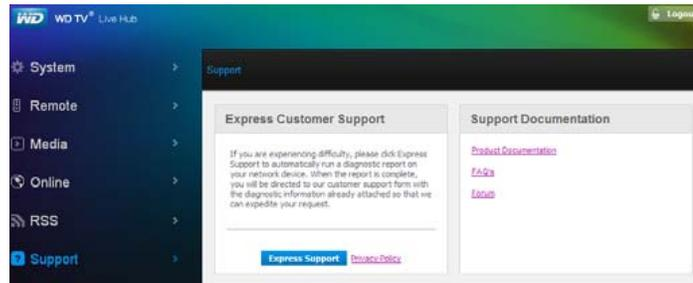 WD WD TV® Live Hub
Logout
System
Remote
Media
Online
RSS
Support
Support
Express Customer Support
If you are experiencing difficulty, please click Express
Support to automatically run a diagnostic report on
your network device. When the report is complete,
you will be directed to our customer support form with
the diagnostic information already attached so that we
can expedite your request.
Express Support Privacy Policy
Support Documentation
Product Documentation
FAQ's
Forum